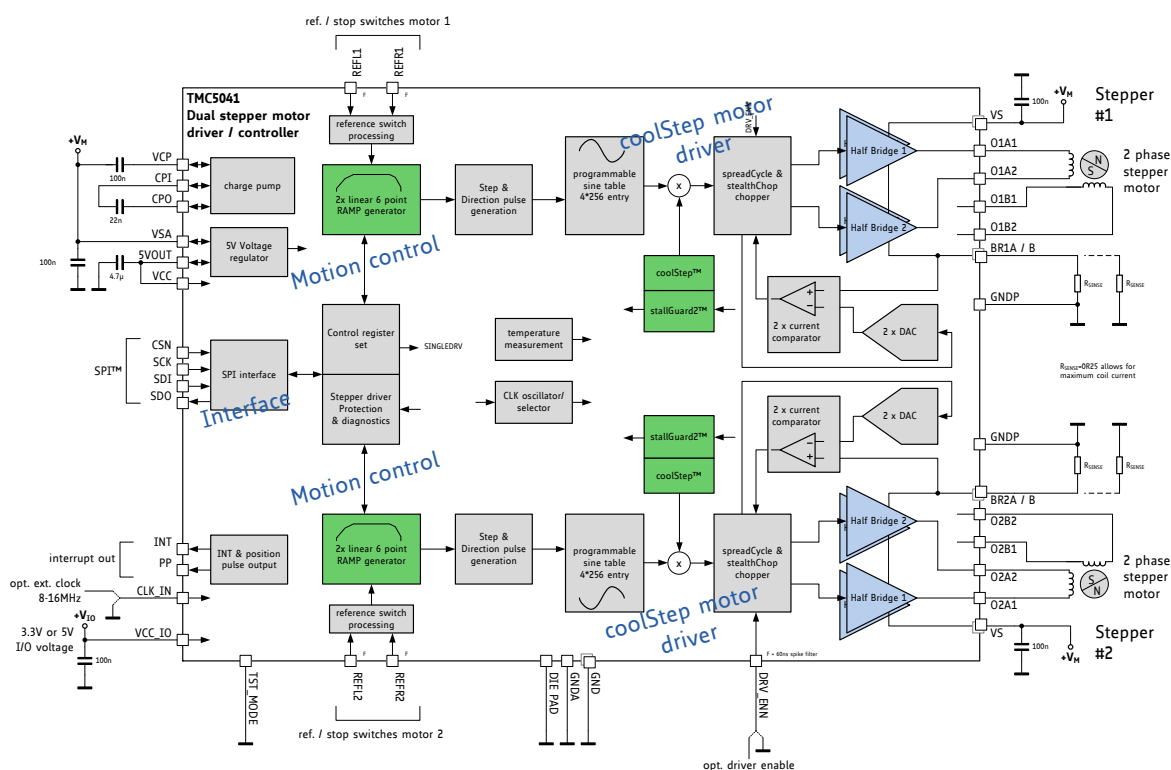 ref. / stop switches motor 1
REFL1
REFR1
F
F
TMC5041
Dual stepper motor
driver / controller
reference switch
processing
coolStep motor
driver
DRV_ENN
+VM
100n
VS
+VM
100n
Stepper
#1
VCP
CPI
CPO
22n
charge pump
2x linear 6 point
RAMP generator
Step &
Direction pulse
generation
programmable
sine table
4*256 entry
x
spreadCycle &
stealthChop
chopper
Half Bridge 1
Half Bridge 2
O1A1
O1A2
O1B1
O1B2
BR1A / B
N
S
2 phase
stepper
motor
VSA
5VOUT
VCC
100n
4.7µ
5V Voltage
regulator
Motion control
coolStep™
stallGuard2™
+
-
2 x current
comparator
2 x DAC
GNDP
RSENSE
RSENSE
SPI™
CSN
SCK
SDI
SDO
SPI interface
Interface
Control register
set
SINGLEDRV
Stepper driver
Protection
& diagnostics
temperature
measurement
CLK oscillator/
selector
RSENSE=0R25 allows for
maximum coil current
Motion control
stallGuard2™
coolStep™
2 x current
comparator
+
-
2 x DAC
GNDP
RSENSE
RSENSE
BR2A / B
interrupt out
INT
PP
INT & position
pulse output
2x linear 6 point
RAMP generator
Step &
Direction pulse
generation
programmable
sine table
4*256 entry
x
spreadCycle &
stealthChop
chopper
Half Bridge 2
Half Bridge 1
O2B2
O2B1
O2A2
O2A1
S
N
2 phase
stepper
motor
opt. ext. clock
8-16MHz
CLK_IN
+VIO
3.3V or 5V
I/O voltage
VCC_IO
100n
reference switch
processing
coolStep motor
driver
VS
100n
+VM
Stepper
#2
F
F
F = 60ns spike filter
TST_MODE
REFL2
REFR2
DIE_PAD
GNDA
GND
DRV_ENN
ref. / stop switches motor 2
opt. driver enable